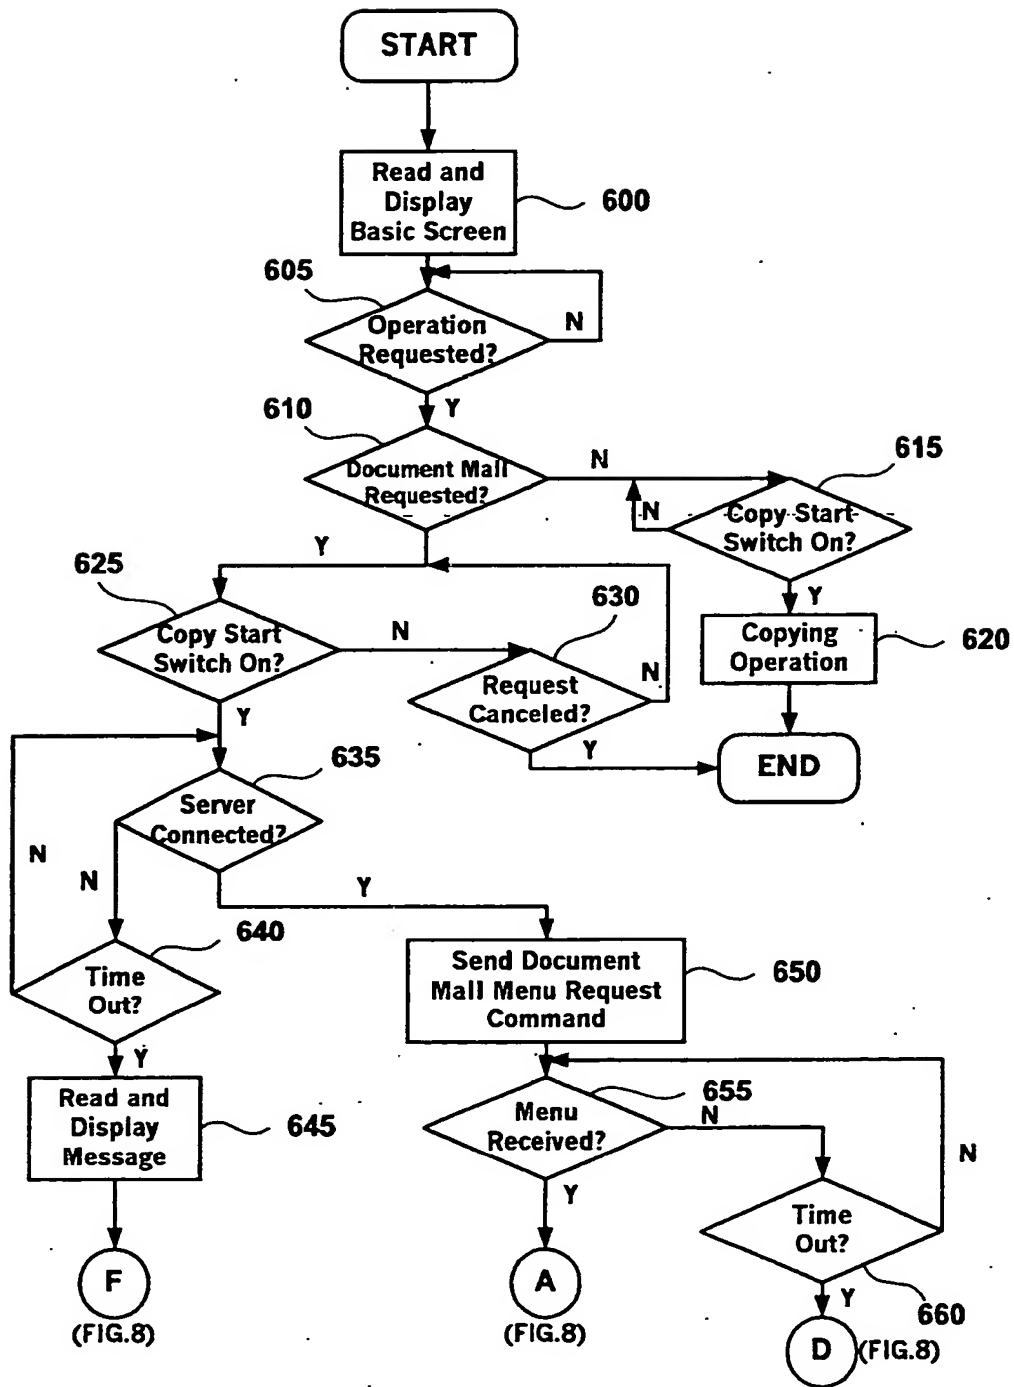 START
Read and
Display
Basic Screen
600
605
Operation
Requested?
N
Y
610
Document Mall
Requested?
N
615
N
Copy Start
Switch On?
Y
Y
625
630
Copy Start
Switch On?
N
Copying
Operation
620
Request
Canceled?
N
Y
Y
END
635
Server
Connected?
N
N
Y
640
Time
Out?
Send Document
Mall Menu Request
Command
650
Y
Read and
Display
Message
645
655
Menu
Received?
N
N
Y
Time
Out?
F
(FIG.8)
A
(FIG.8)
Y
660
D
(FIG.8)